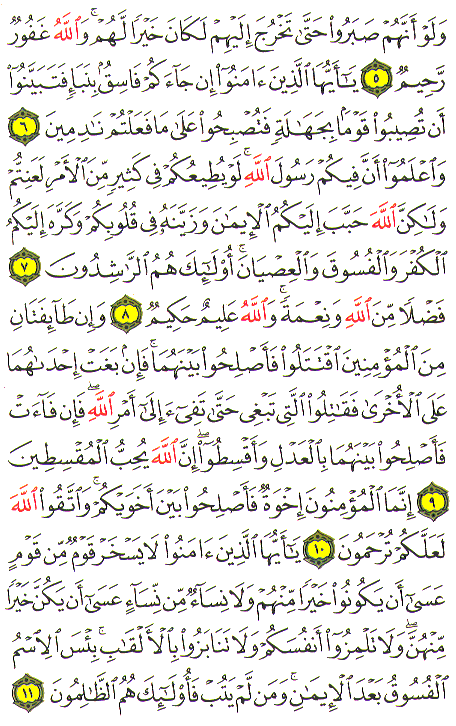 وَلَوْ أَنَّهُمْ صَبَرُوا۟ حَتَّىٰ تَخْرُجَ إِلَيْهِمْ لَكَانَ خَيْرًا لَّهُمْ ۚ وَٱللَّهُ غَفُورٌ
رَّحِيمٌ ٥ يَـٰٓأَيُّهَا ٱلَّذِينَ ءَامَنُوٓا۟ إِن جَآءَكُمْ فَاسِقٌۢ بِنَبَإٍ فَتَبَيَّنُوٓا۟
أَن تُصِيبُوا۟ قَوْمًۢا بِجَهَـٰلَةٍ فَتُصْبِحُوا۟ عَلَىٰ مَا فَعَلْتُمْ نَـٰدِمِينَ ٦
وَٱعْلَمُوٓا۟ أَنَّ فِيكُمْ رَسُولَ ٱللَّهِ ۚ لَوْ يُطِيعُكُمْ فِى كَثِيرٍ مِّنَ ٱلْأَمْرِ لَعَنِتُّمْ
وَلَـٰكِنَّ ٱللَّهَ حَبَّبَ إِلَيْكُمُ ٱلْإِيمَـٰنَ وَزَيَّنَهُۥ فِى قُلُوبِكُمْ وَكَرَّهَ إِلَيْكُمُ
ٱلْكُفْرَ وَٱلْفُسُوقَ وَٱلْعِصْيَانَ ۚ أُو۟لَـٰٓئِكَ هُمُ ٱلرَّٰشِدُونَ ٧
فَضْلًا مِّنَ ٱللَّهِ وَنِعْمَةً ۚ وَٱللَّهُ عَلِيمٌ حَكِيمٌ ٨ وَإِن طَآئِفَتَانِ
مِنَ ٱلْمُؤْمِنِينَ ٱقْتَتَلُوا۟ فَأَصْلِحُوا۟ بَيْنَهُمَا ۖ فَإِنۢ بَغَتْ إِحْدَىٰهُمَا
عَلَى ٱلْأُخْرَىٰ فَقَـٰتِلُوا۟ ٱلَّتِى تَبْغِى حَتَّىٰ تَفِىٓءَ إِلَىٰٓ أَمْرِ ٱللَّهِ ۚ فَإِن فَآءَتْ
فَأَصْلِحُوا۟ بَيْنَهُمَا بِٱلْعَدْلِ وَأَقْسِطُوٓا۟ ۖ إِنَّ ٱللَّهَ يُحِبُّ ٱلْمُقْسِطِينَ
٩ إِنَّمَا ٱلْمُؤْمِنُونَ إِخْوَةٌ فَأَصْلِحُوا۟ بَيْنَ أَخَوَيْكُمْ ۚ وَٱتَّقُوا۟ ٱللَّهَ
لَعَلَّكُمْ تُرْحَمُونَ ١٠ يَـٰٓأَيُّهَا ٱلَّذِينَ ءَامَنُوا۟ لَا يَسْخَرْ قَوْمٌ مِّن قَوْمٍ
عَسَىٰٓ أَن يَكُونُوا۟ خَيْرًا مِّنْهُمْ وَلَا نِسَآءٌ مِّن نِّسَآءٍ عَسَىٰٓ أَن يَكُنَّ خَيْرًا
مِّنْهُنَّ ۖ وَلَا تَلْمِزُوٓا۟ أَنفُسَكُمْ وَلَا تَنَابَزُوا۟ بِٱلْأَلْقَـٰبِ ۖ بِئْسَ ٱلِٱسْمُ
ٱلْفُسُوقُ بَعْدَ ٱلْإِيمَـٰنِ ۚ وَمَن لَّمْ يَتُبْ فَأُو۟لَـٰٓئِكَ هُمُ ٱلظَّـٰلِمُونَ ١١